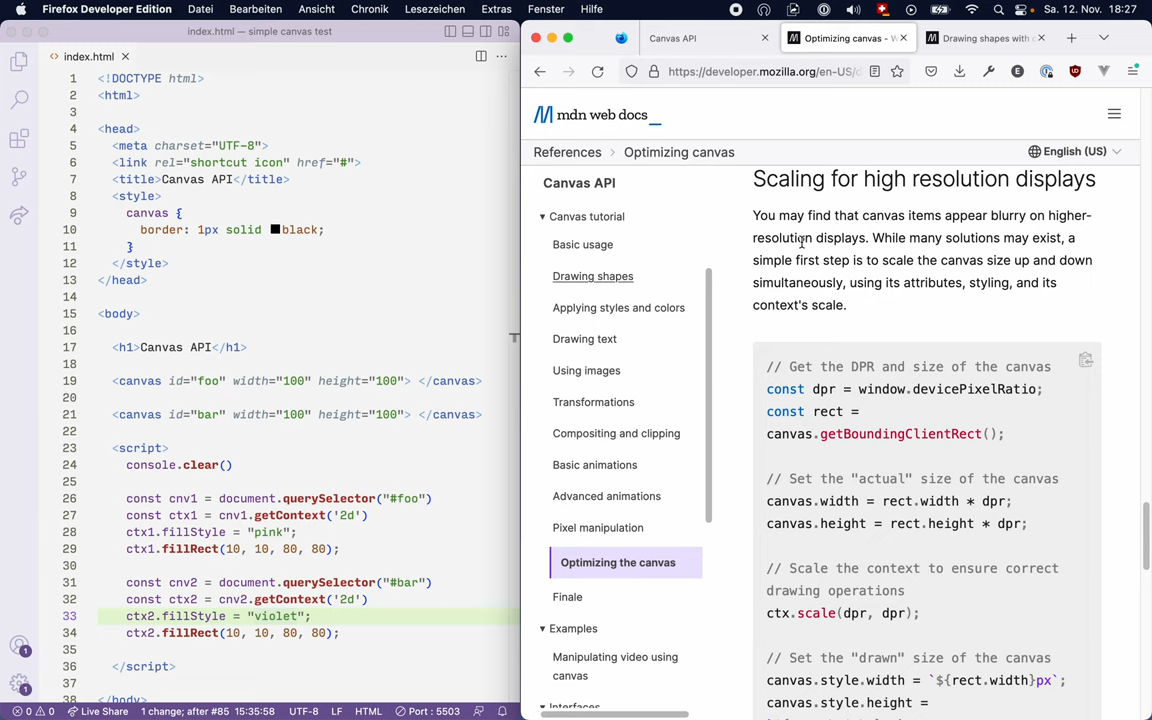 Firefox Developer Edition Datei Bearbeiten Ansicht Chronik Lesezeichen Extras Fenster Hilfe Sa. 12. Nov. 18:27
index.html — simple canvas test
index.html
1 <!DOCTYPE html>
2 <html>
3
4 <head>
5 <meta charset="UTF-8">
6 <link rel="shortcut icon" href="#">
7 <title>Canvas API</title>
8 <style>
9 canvas {
10 border: 1px solid black;
11 }
12 </style>
13 </head>
14
15 <body>
16
17 <h1>Canvas API</h1>
18
19 <canvas id="foo" width="100" height="100"> </canvas>
20
21 <canvas id="bar" width="100" height="100"> </canvas>
22
23 <script>
24 console.clear()
25
26 const cnv1 = document.querySelector("#foo")
27 const ctx1 = cnv1.getContext('2d')
28 ctx1.fillStyle = "pink";
29 ctx1.fillRect(10, 10, 80, 80);
30
31 const cnv2 = document.querySelector("#bar")
32 const ctx2 = cnv2.getContext('2d')
33 ctx2.fillStyle = "violet";
34 ctx2.fillRect(10, 10, 80, 80);
35
36 </script>
37
38 </body>
1
1
0 0 Live Share 1 change; after #85 15:35:58 UTF-8 LF HTML Port : 5503
Canvas API Optimizing canvas - Drawing shapes with
https://developer.mozilla.org/en-US/
mdn web docs_
References > Optimizing canvas English (US)
Canvas API
Canvas tutorial
Basic usage
Drawing shapes
Applying styles and colors
Drawing text
Using images
Transformations
Compositing and clipping
Basic animations
Advanced animations
Pixel manipulation
Optimizing the canvas
Finale
Examples
Manipulating video using
canvas
Interfaces
Scaling for high resolution displays
You may find that canvas items appear blurry on higher-
resolution displays. While many solutions may exist, a
simple first step is to scale the canvas size up and down
simultaneously, using its attributes, styling, and its
context's scale.
// Get the DPR and size of the canvas
const dpr = window.devicePixelRatio;
const rect =
canvas.getBoundingClientRect();
// Set the "actual" size of the canvas
canvas.width = rect.width * dpr;
canvas.height = rect.height * dpr;
// Scale the context to ensure correct
drawing operations
ctx.scale(dpr, dpr);
// Set the "drawn" size of the canvas
canvas.style.width = `${rect.width}px`;
canvas.style.height =